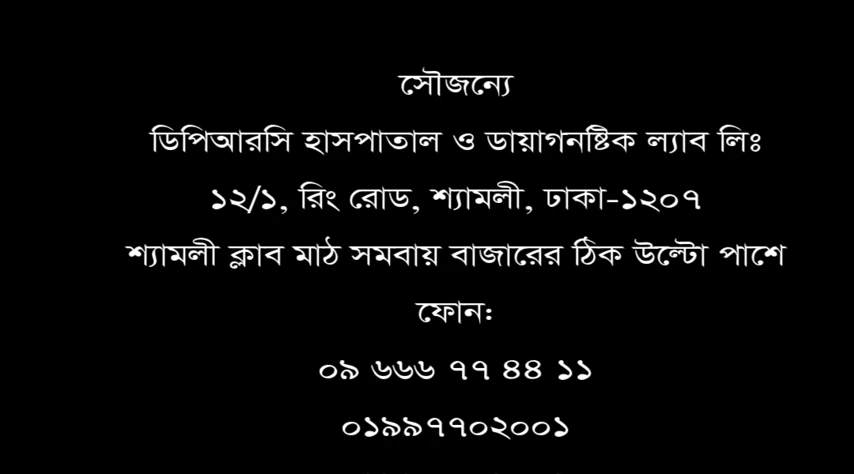 সৌজন্যে
ডিপিআরসি হাসপাতাল ও ডায়াগনষ্টিক ল্যাব লিঃ
১২/১, রিং রোড, শ্যামলী, ঢাকা-১২০৭
শ্যামলী ক্লাব মাঠ সমবায় বাজারের ঠিক উল্টো পাশে
ফোন:
০৯ ৬৬৬ ৭৭ ৪৪ ১১
০১৯৯৭৭০২০০১